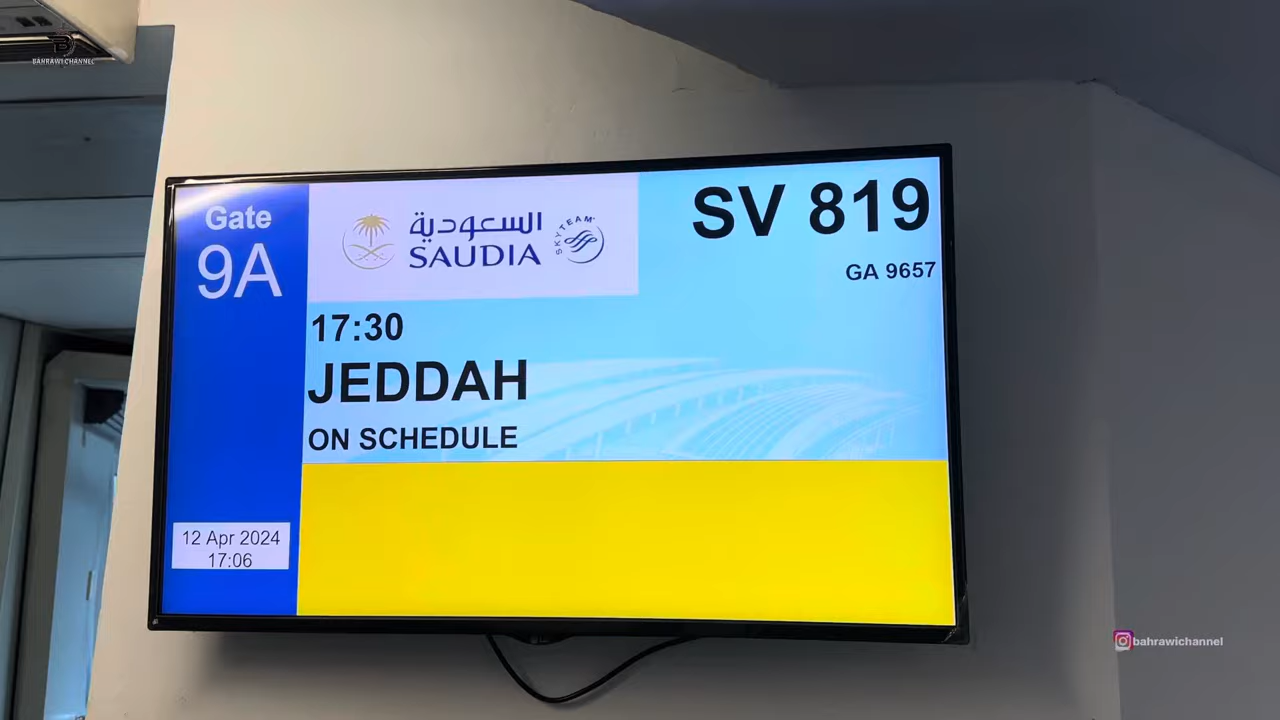 BAHRAWI CHANNEL
Gate
9A
السعودية
SAUDIA
SKYTEAM
SV 819
GA 9657
17:30
JEDDAH
ON SCHEDULE
12 Apr 2024
17:06
bahrawichannel